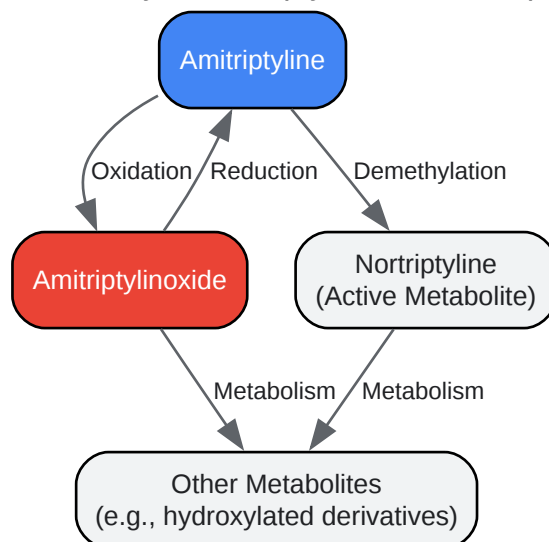 Amitriptyline
Oxidation
Reduction
Demethylation
Amitriptylinoxide
Nortriptyline
(Active Metabolite)
Metabolism
Metabolism
Other Metabolites
(e.g., hydroxylated derivatives)